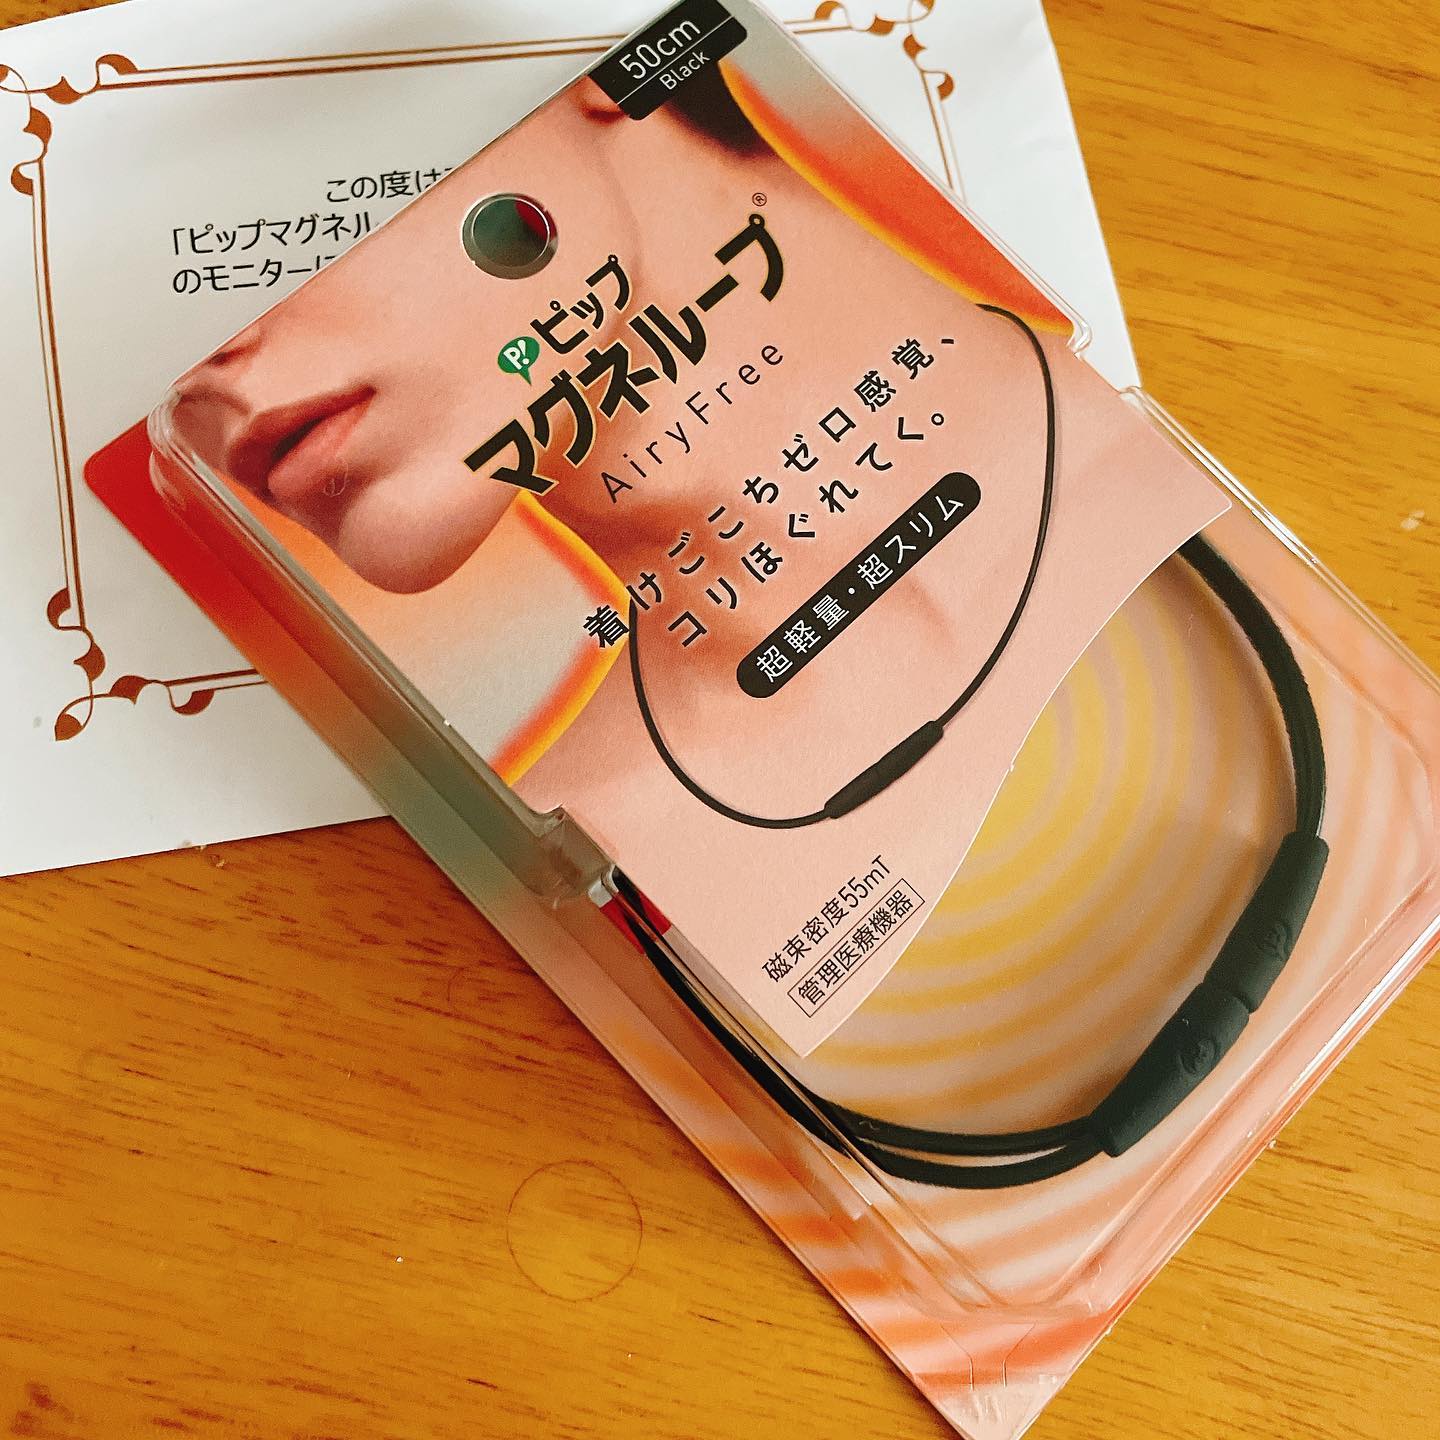 この度は
「ピップマグネル
のモニターに
50cm
Black
P!
ピップ
マグネループ®
AiryFree
着けごこちゼロ感覚、
コリほぐれてく。
超軽量・超スリム
磁束密度55mT
管理医療機器